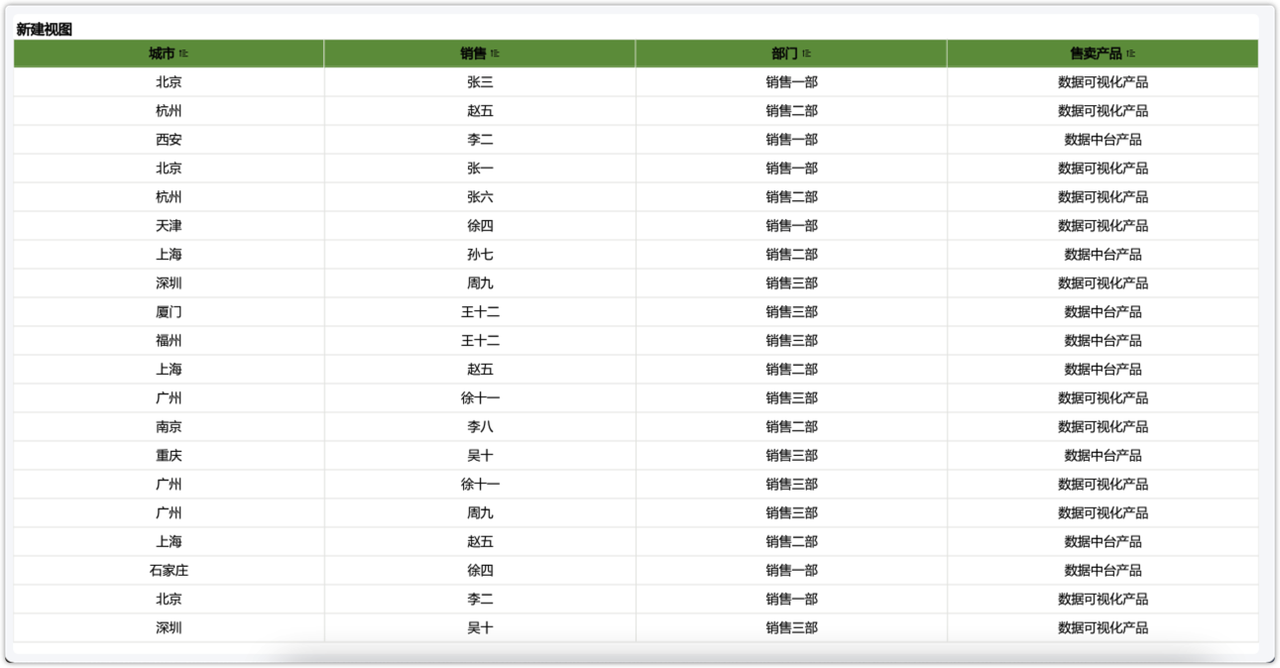 新建视图
城市 销售 部门 售卖产品
北京 张三 销售一部 数据可视化产品
杭州 赵五 销售二部 数据可视化产品
西安 李二 销售一部 数据中台产品
北京 张一 销售一部 数据可视化产品
杭州 张六 销售二部 数据可视化产品
天津 徐四 销售一部 数据可视化产品
上海 孙七 销售二部 数据中台产品
深圳 周九 销售三部 数据可视化产品
厦门 王十二 销售三部 数据中台产品
福州 王十二 销售三部 数据中台产品
上海 赵五 销售二部 数据中台产品
广州 徐十一 销售三部 数据可视化产品
南京 李八 销售二部 数据可视化产品
重庆 吴十 销售三部 数据中台产品
广州 徐十一 销售三部 数据可视化产品
广州 周九 销售三部 数据可视化产品
上海 赵五 销售二部 数据中台产品
石家庄 徐四 销售一部 数据中台产品
北京 李二 销售一部 数据可视化产品
深圳 吴十 销售三部 数据可视化产品